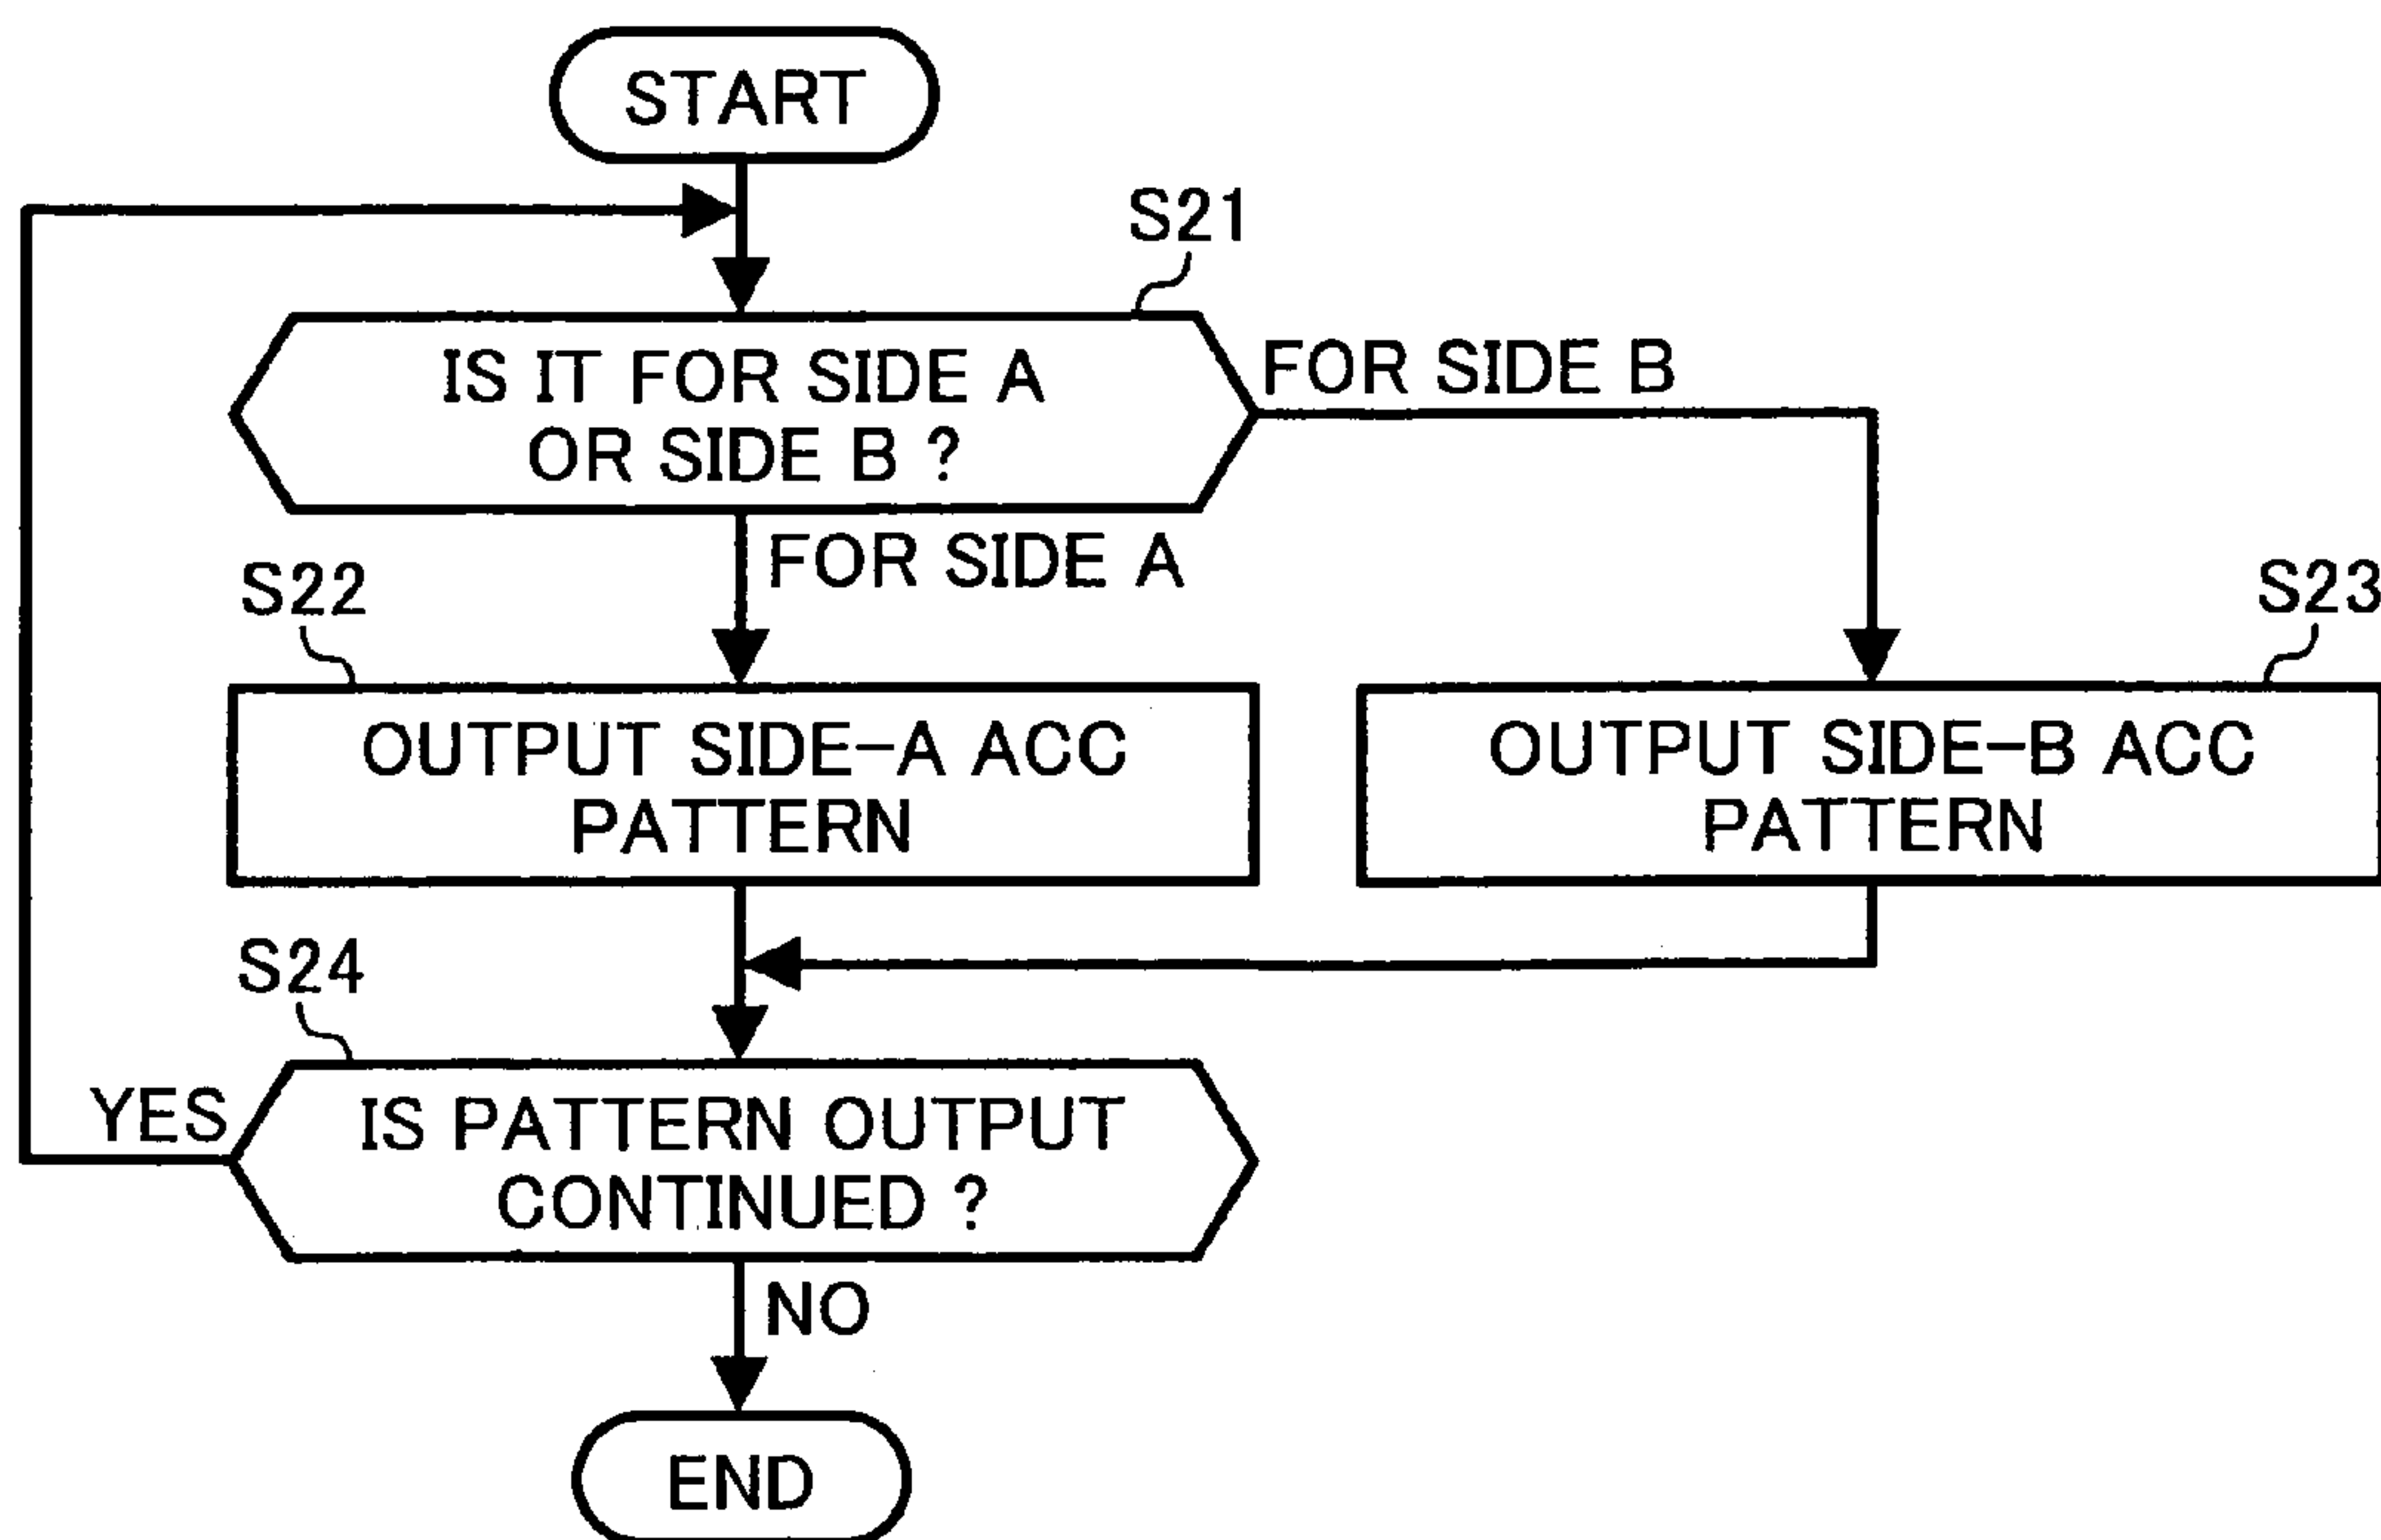 START
S21
IS IT FOR SIDE A
OR SIDE B ?
FOR SIDE B
FOR SIDE A
S22
S23
OUTPUT SIDE-A ACC
PATTERN
OUTPUT SIDE-B ACC
PATTERN
S24
YES
IS PATTERN OUTPUT
CONTINUED ?
NO
END